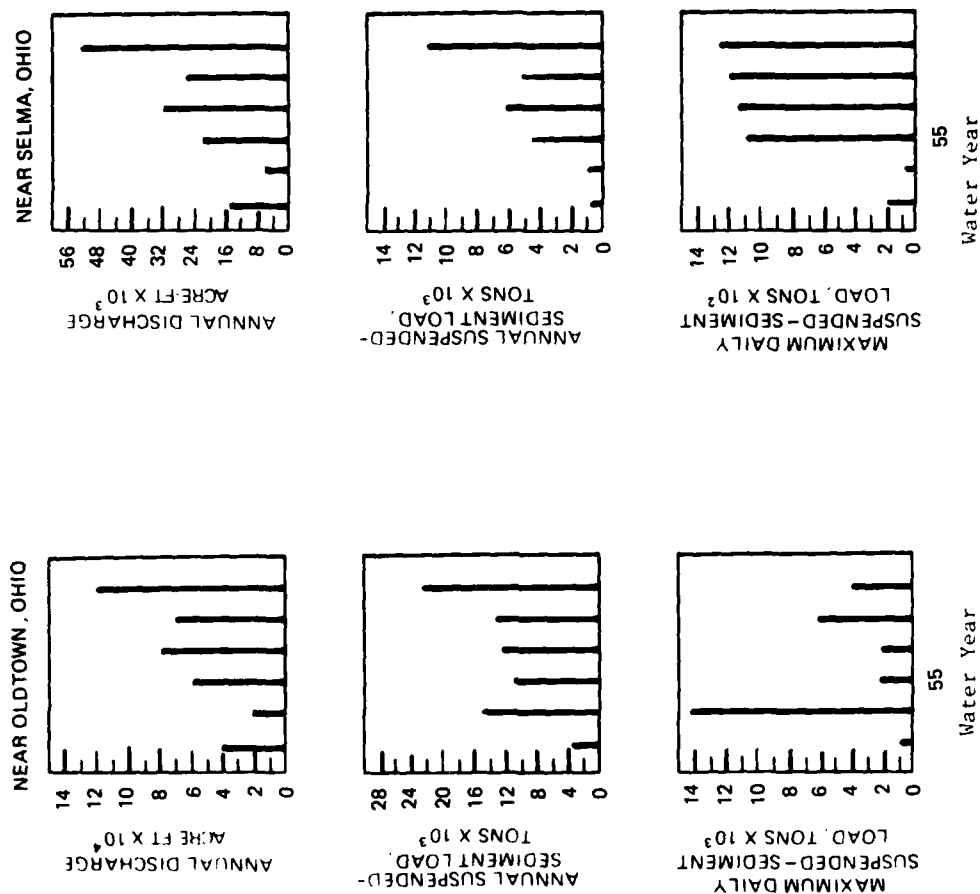 NEAR SELMA, OHIO
ANNUAL DISCHARGE
ACRE-FT X 10³
56
48
40
32
24
16
8
0
ANNUAL SUSPENDED-
SEDIMENT LOAD,
TONS X 10³
14
12
10
8
6
4
2
0
MAXIMUM DAILY
SUSPENDED-SEDIMENT
LOAD, TONS X 10²
14
12
10
8
6
4
2
0
55
Water Year
NEAR OLDTOWN, OHIO
ANNUAL DISCHARGE
ACRE-FT X 10⁴
14
12
10
8
6
4
2
0
ANNUAL SUSPENDED-
SEDIMENT LOAD,
TONS X 10³
28
24
20
16
12
8
4
0
MAXIMUM DAILY
SUSPENDED-SEDIMENT
LOAD, TONS X 10³
14
12
10
8
6
4
2
0
55
Water Year